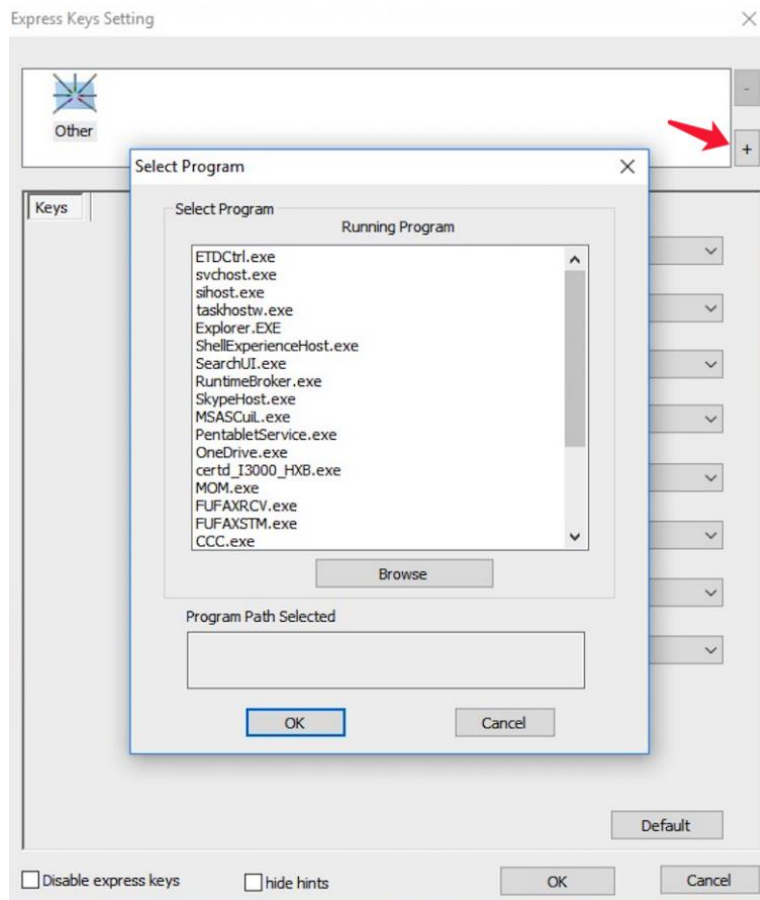 Express Keys Setting
Other
-
+
Select Program
Keys
Select Program
Running Program
ETDCtrl.exe
svchost.exe
sihost.exe
taskhostw.exe
Explorer.EXE
ShellExperienceHost.exe
SearchUI.exe
RuntimeBroker.exe
SkypeHost.exe
MSASCuiL.exe
PentabletService.exe
OneDrive.exe
certd_I3000_HXB.exe
MOM.exe
FUFAXRCV.exe
FUFAXSTM.exe
CCC.exe
Browse
Program Path Selected
OK Cancel
Default
Disable express keys hide hints OK Cancel